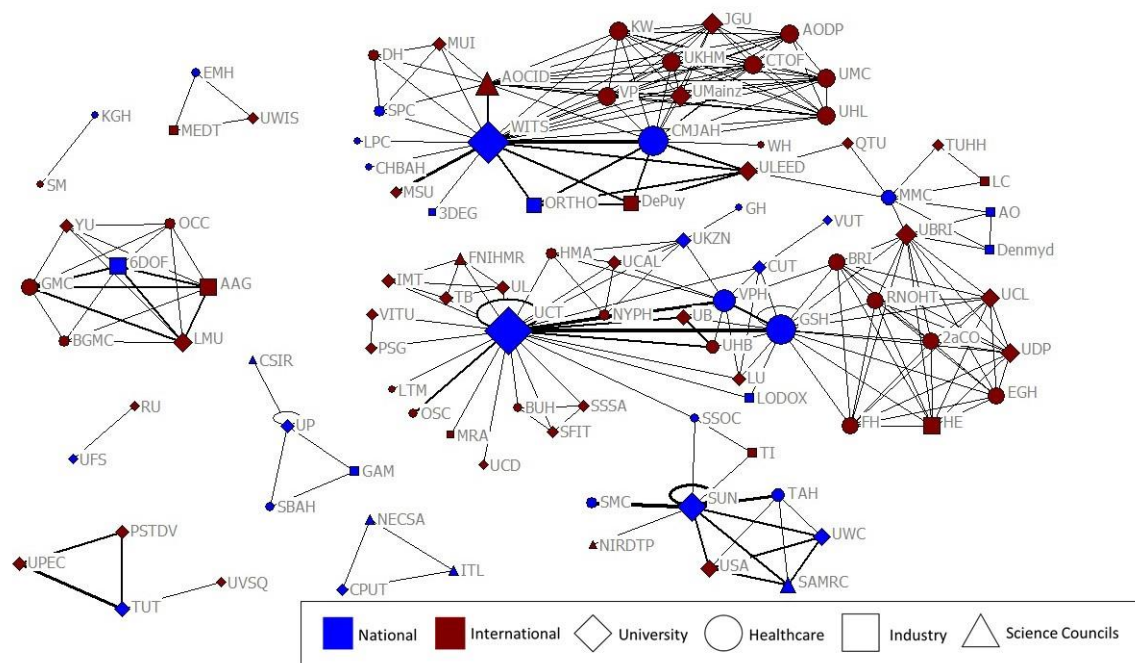 JGU
KW
AODP
MUI
DH
UKHM
CTOF
EMH
AOCID
UMC
VP
UMainz
KGH
SPC
UHL
MEDT
UWIS
WITS
CMJAH
LPC
WH
QTU
TUHH
CHBAH
ULEED
SM
MSU
MMC
LC
3DEG
ORTHO
DePuy
GH
AO
YU
OCC
VUT
UKZN
UBRI
Denmyd
6DOF
FNIHMR
HMA
UCAL
CUT
BRI
GMC
AAG
IMT
UL
TB
VPH
RNOHT
UCL
VITU
UCT
NYPH
UB
GSH
BGMC
LMU
PSG
UHB
2aCO
UDP
CSIR
LTM
LU
EGH
LODOX
RU
OSC
BUH
SSSA
UP
MRA
SFIT
SSOC
FH
HE
UFS
UCD
TI
GAM
SBAH
SMC
SUN
TAH
NECSA
PSTDV
NIRDTP
UWC
UPEC
USA
UVSQ
ITL
CPUT
SAMRC
TUT
National
International
University
Healthcare
Industry
Science Councils